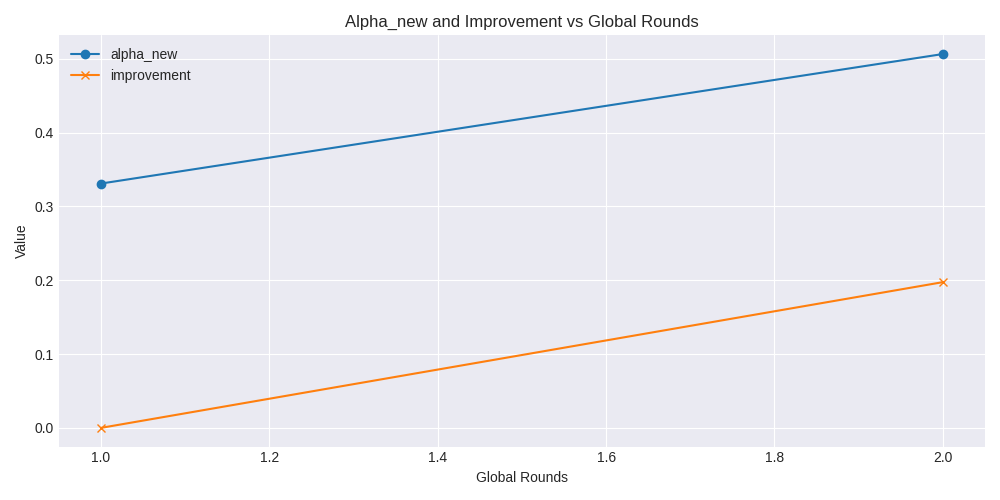 Alpha_new and Improvement vs Global Rounds
alpha_new
improvement
Value
0.5
0.4
0.3
0.2
0.1
0.0
1.0 1.2 1.4 1.6 1.8 2.0
Global Rounds